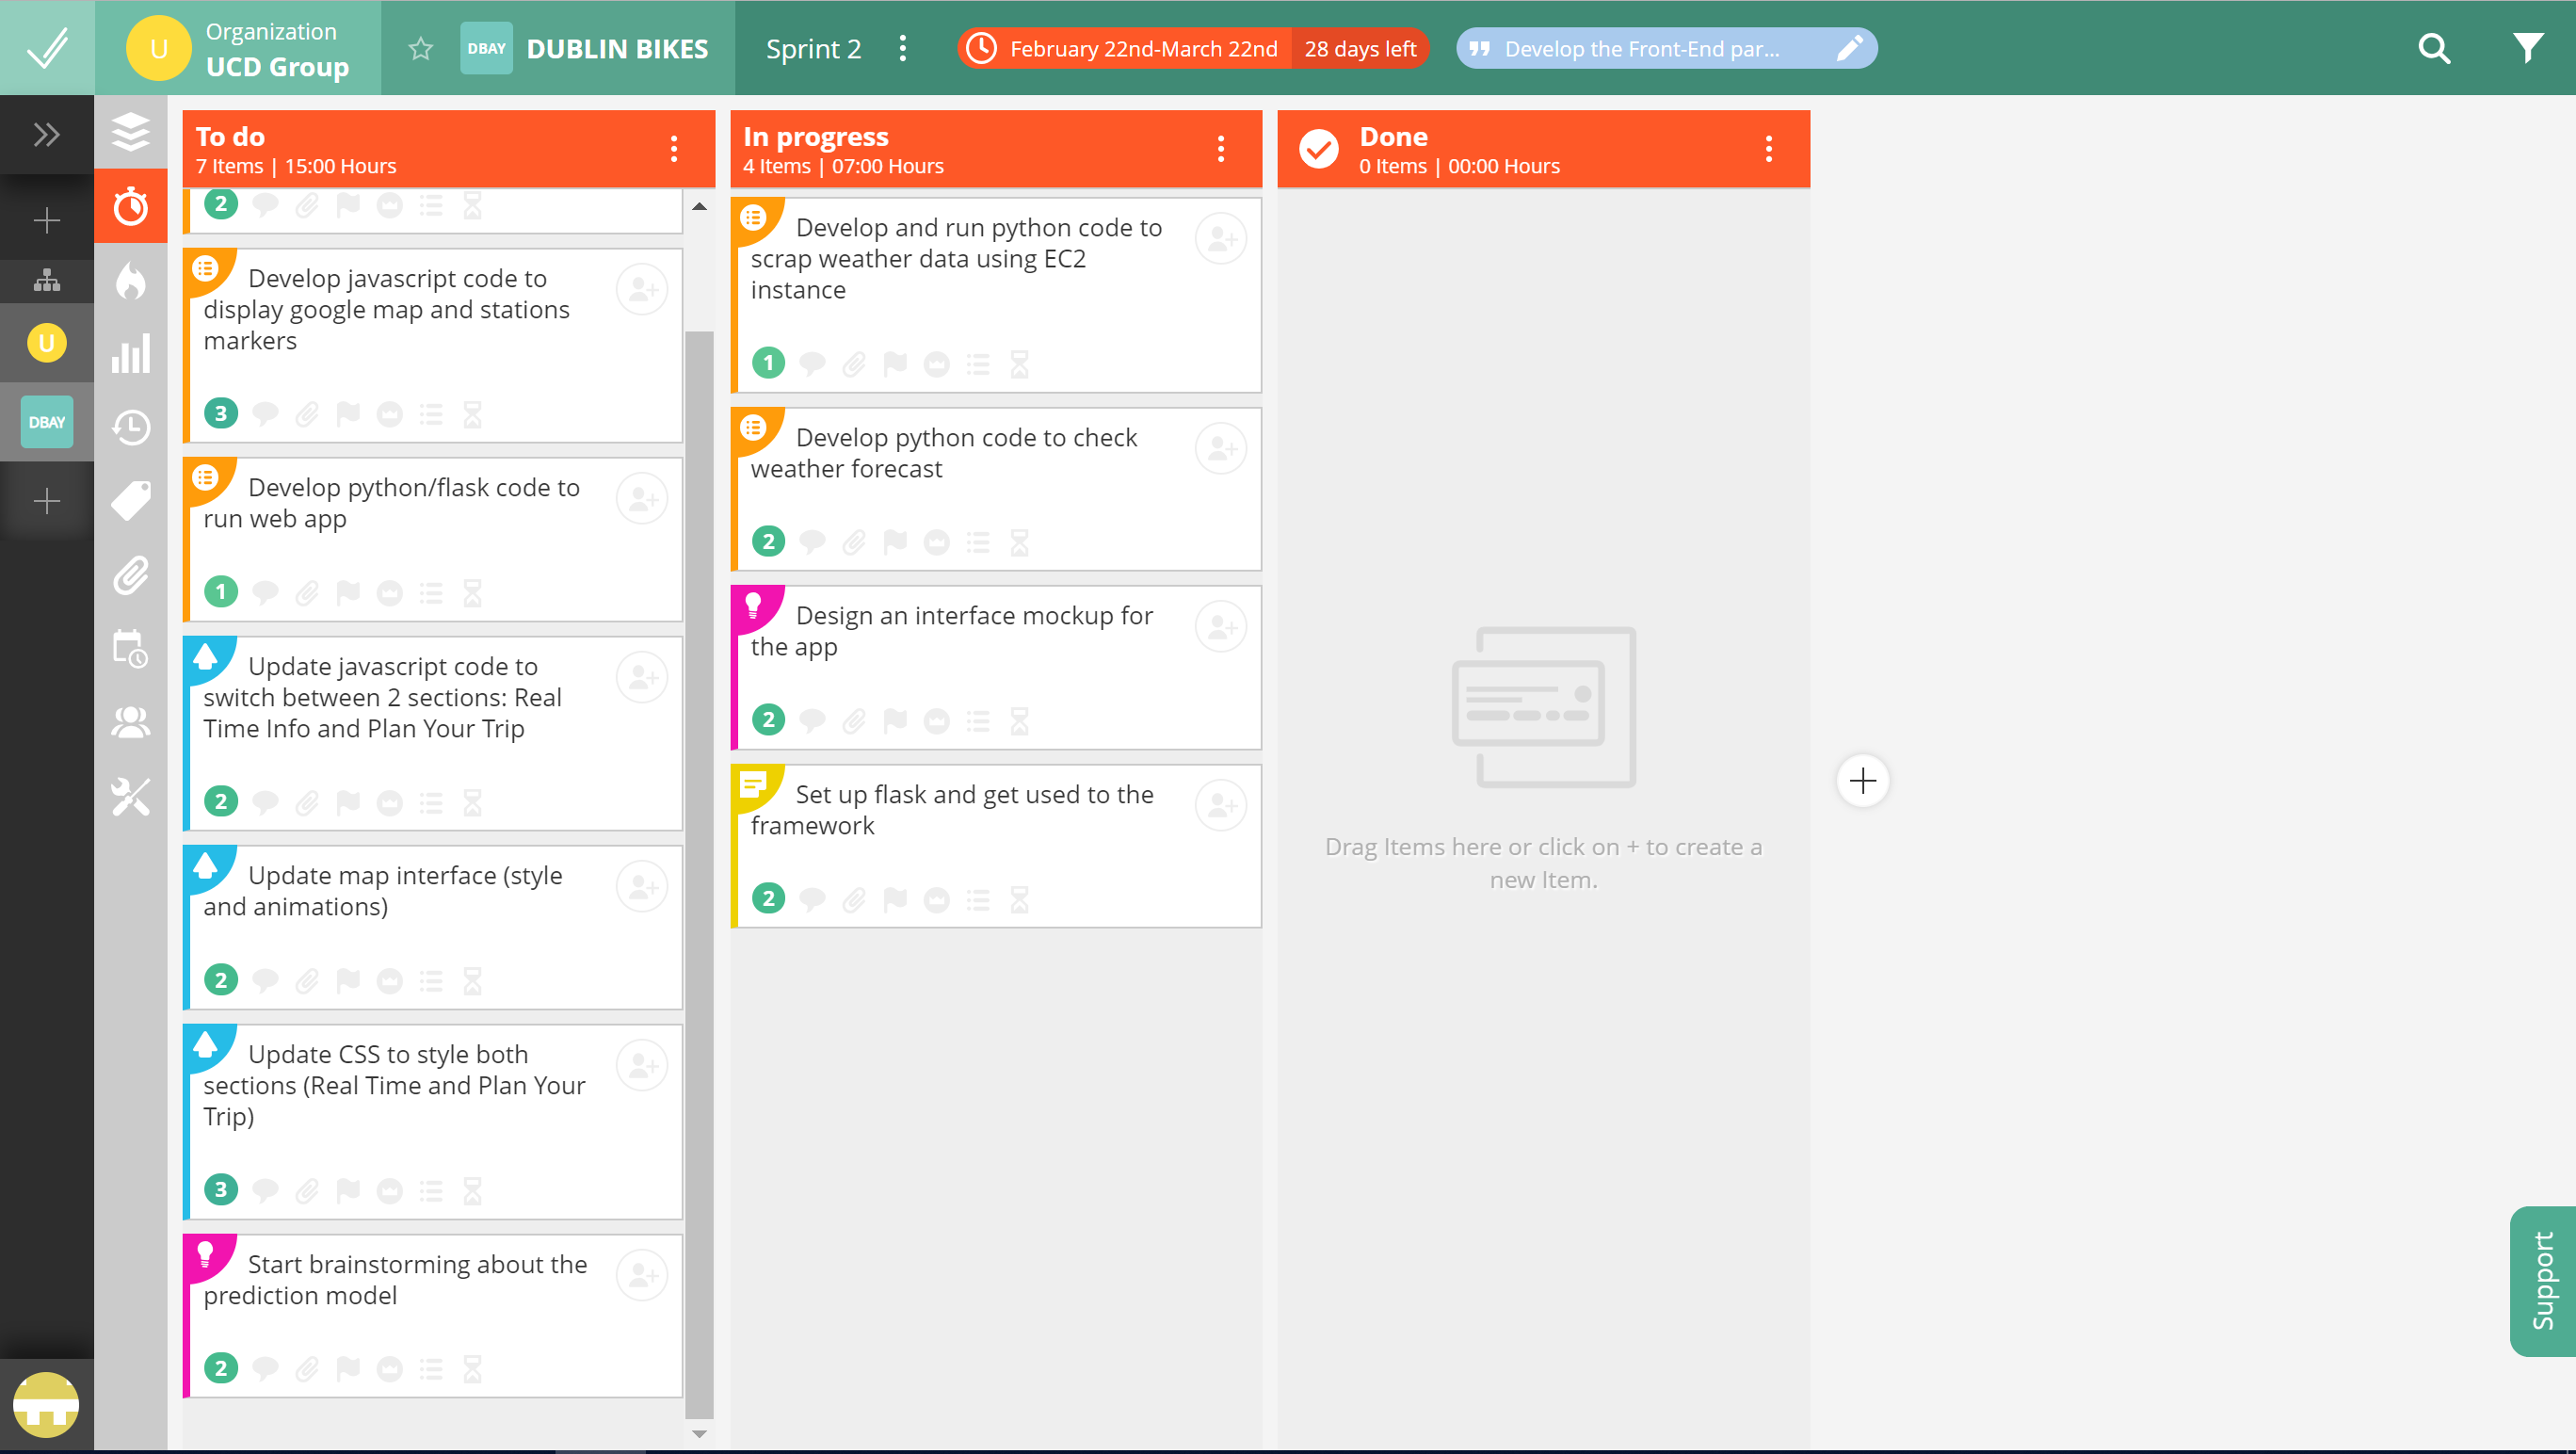 U
Organization
UCD Group
DBAY
DUBLIN BIKES
Sprint 2
February 22nd-March 22nd
28 days left
Develop the Front-End par...
U
DBAY
To do
7 Items | 15:00 Hours
2
Develop javascript code to
display google map and stations
markers
3
Develop python/flask code to
run web app
1
Update javascript code to
switch between 2 sections: Real
Time Info and Plan Your Trip
2
Update map interface (style
and animations)
2
Update CSS to style both
sections (Real Time and Plan Your
Trip)
3
Start brainstorming about the
prediction model
2
In progress
4 Items | 07:00 Hours
Develop and run python code to
scrap weather data using EC2
instance
1
Develop python code to check
weather forecast
2
Design an interface mockup for
the app
2
Set up flask and get used to the
framework
2
Done
0 Items | 00:00 Hours
Drag Items here or click on + to create a
new Item.
Support